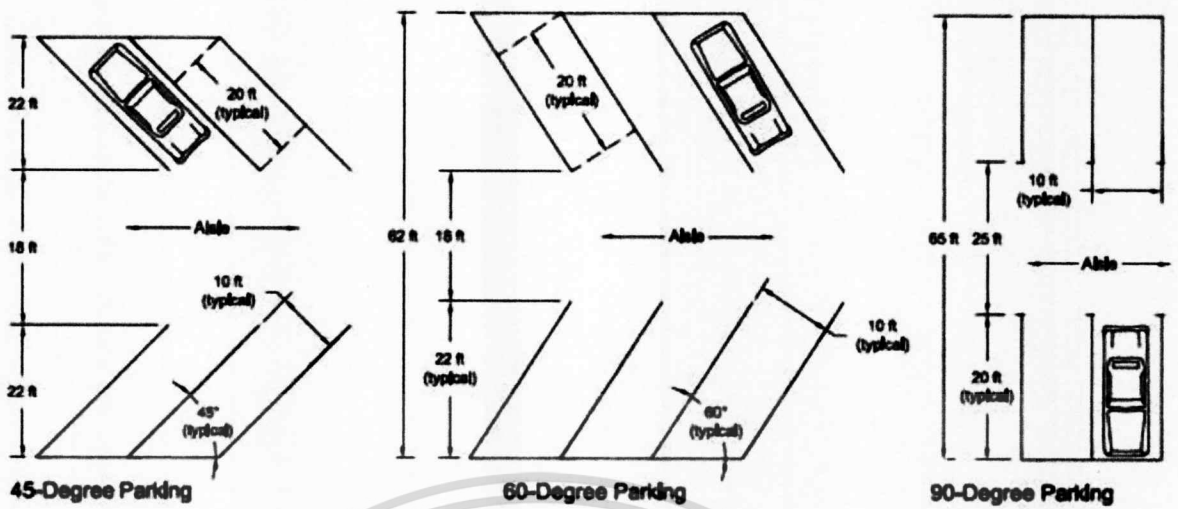 22 ft
20 ft
(typical)
18 ft
Aisle
10 ft
(typical)
22 ft
45°
(typical)
45-Degree Parking
62 ft
20 ft
(typical)
18 ft
Aisle
10 ft
(typical)
22 ft
(typical)
60°
(typical)
60-Degree Parking
65 ft
10 ft
(typical)
25 ft
Aisle
20 ft
(typical)
90-Degree Parking